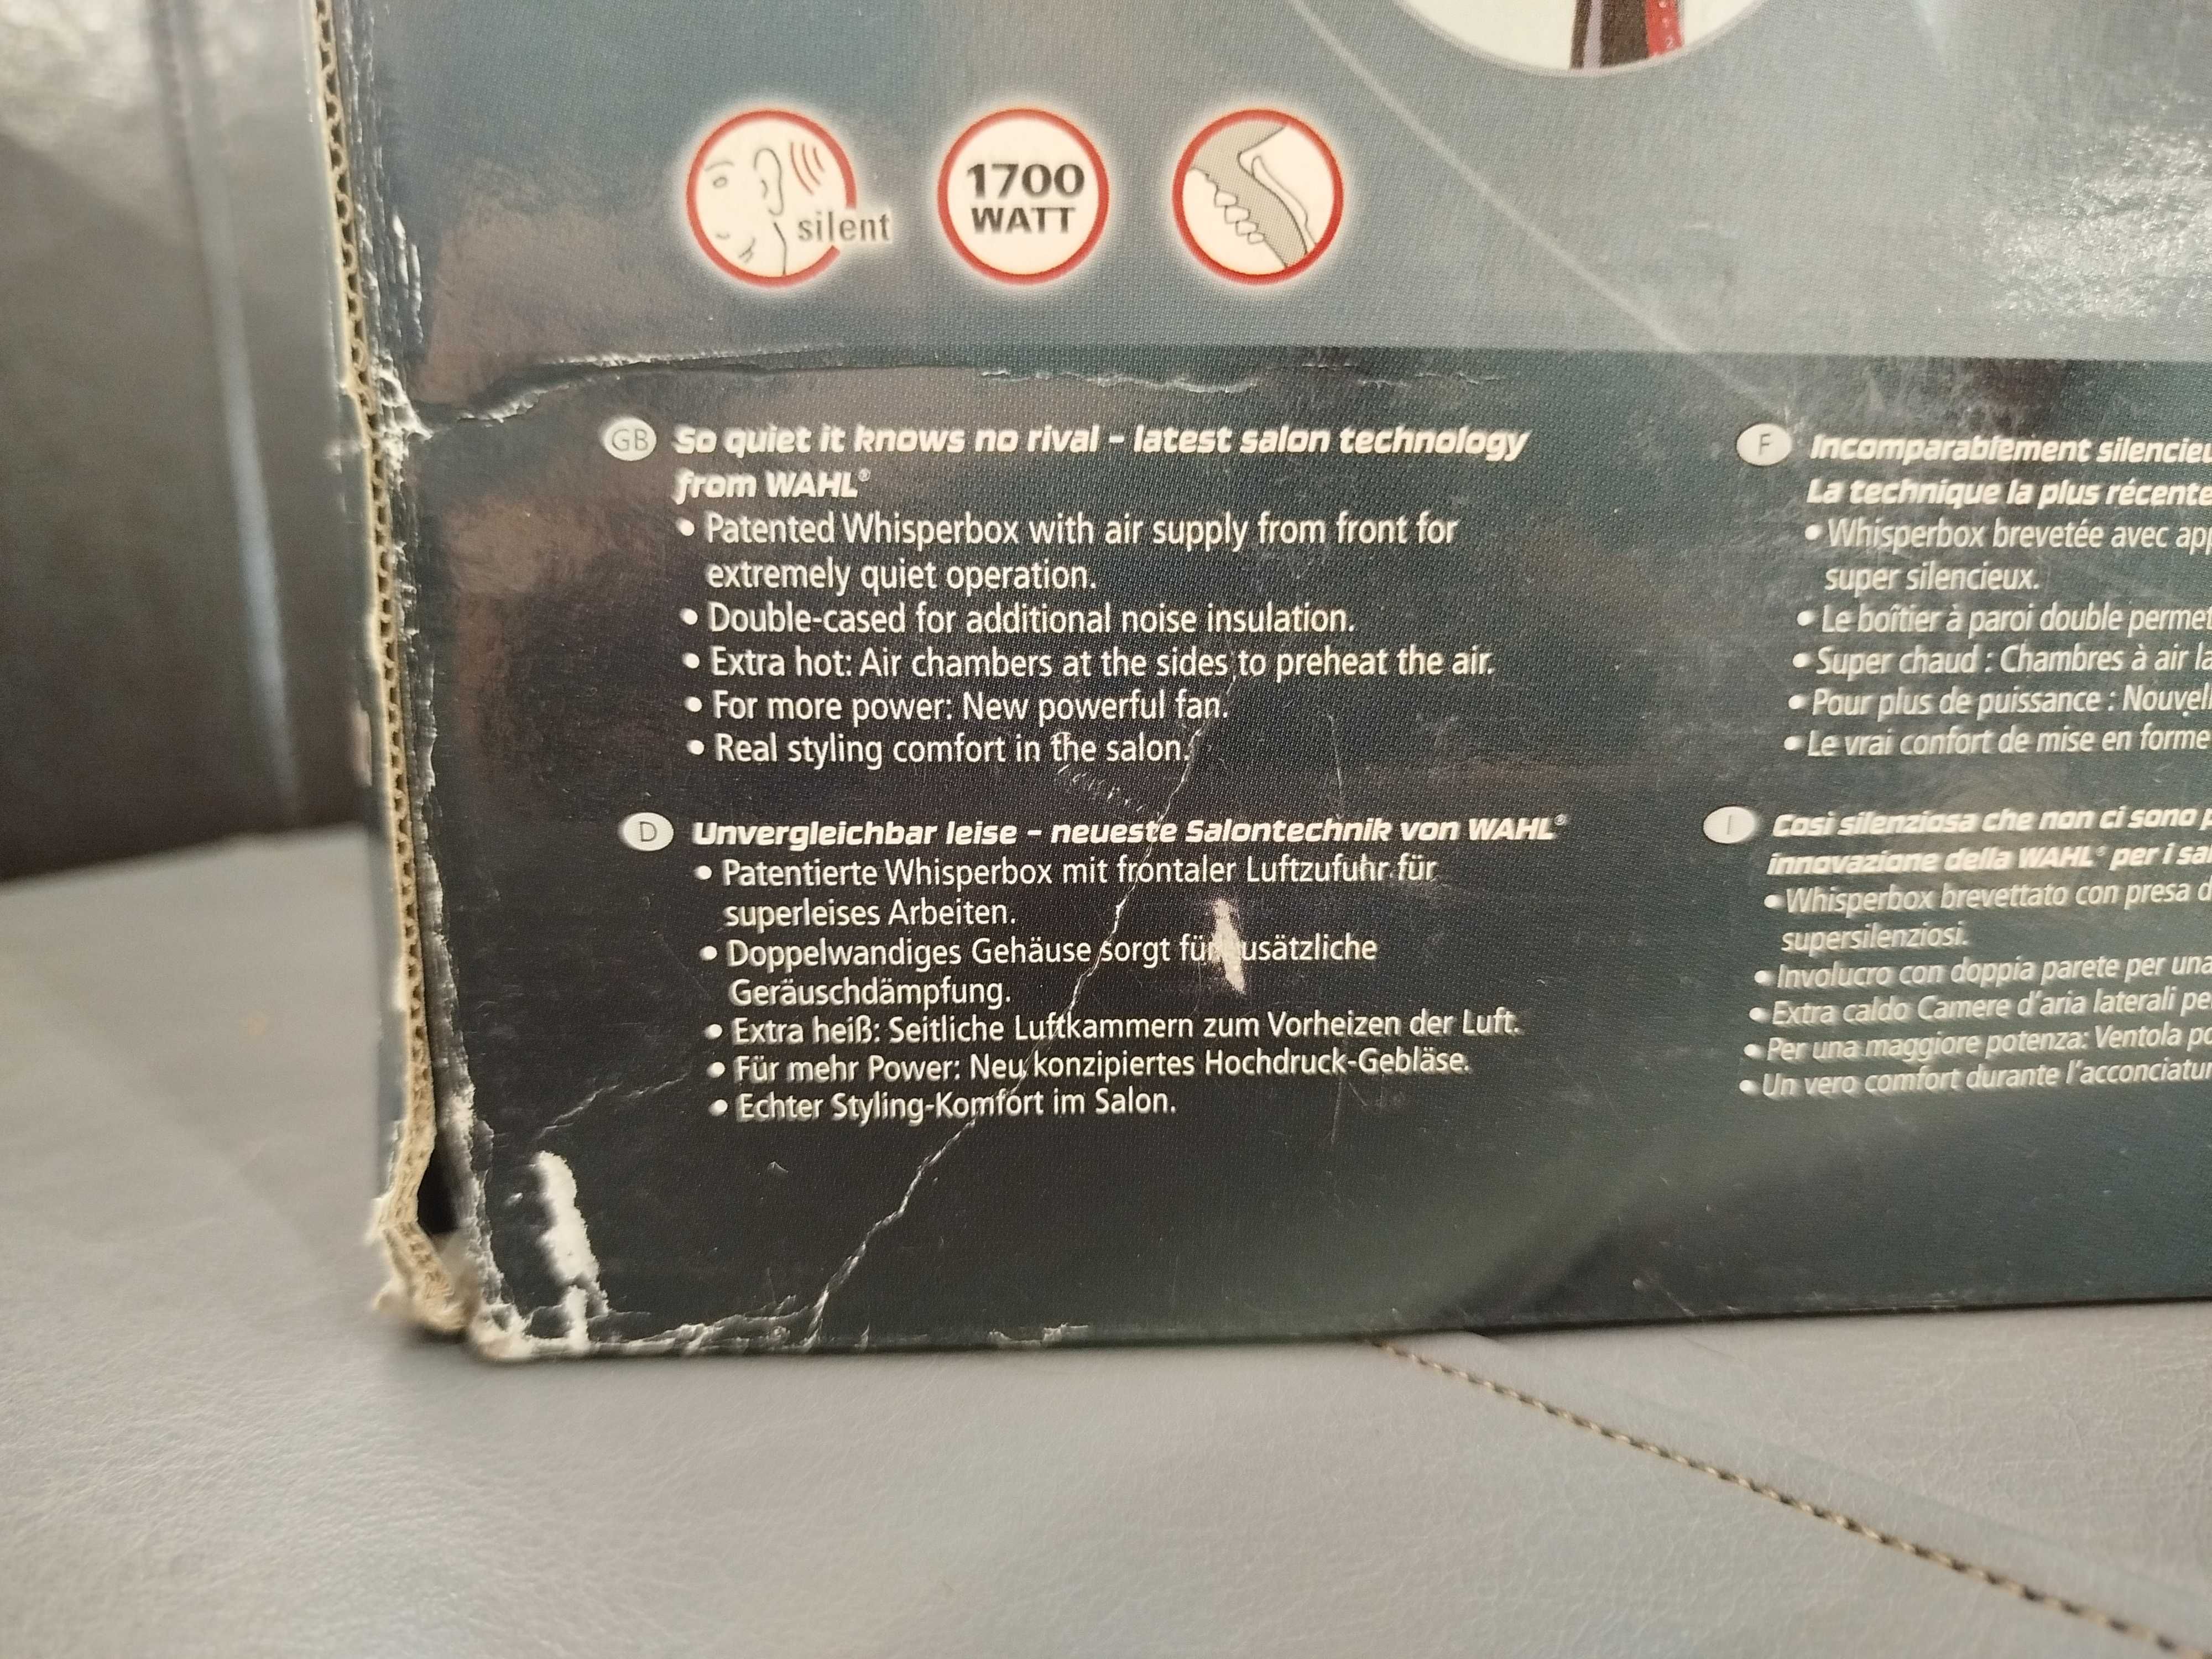 silent
1700
WATT
GB So quiet it knows no rival – latest salon technology
from WAHL®
• Patented Whisperbox with air supply from front for
extremely quiet operation.
• Double-cased for additional noise insulation.
• Extra hot: Air chambers at the sides to preheat the air.
• For more power: New powerful fan.
• Real styling comfort in the salon.
D Unvergleichbar leise – neueste Salontechnik von WAHL®
• Patentierte Whisperbox mit frontaler Luftzufuhr für
superleises Arbeiten.
• Doppelwandiges Gehäuse sorgt für usätzliche
Geräuschdämpfung.
• Extra heiß: Seitliche Luftkammern zum Vorheizen der Luft.
• Für mehr Power: Neu konzipiertes Hochdruck-Gebläse.
• Echter Styling-Komfort im Salon.
F Incomparablement
La technique la plus récente
• Whisperbox brevetée avec
super silencieux.
• Le boîtier à paroi double
• Super chaud : Chambres à air
• Pour plus de puissance :
• Le vrai confort de mise en forme
I Cosi silenziosa che non ci sono
innovazione della WAHL® per i
• Whisperbox brevettato con presa
supersilenziosi.
• Involucro con doppia parete per una
• Extra caldo Camere d'aria laterali
• Per una maggiore potenza: Ventola
• Un vero comfort durante